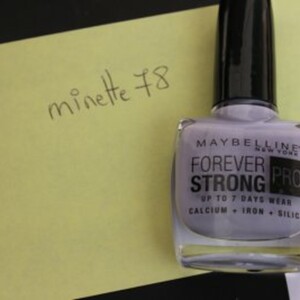 minette 78
MAYBELLINE
NEW YORK
FOREVER
STRONG
PRO
UP TO 7 DAYS WEAR
CALCIUM + IRON + SILIC